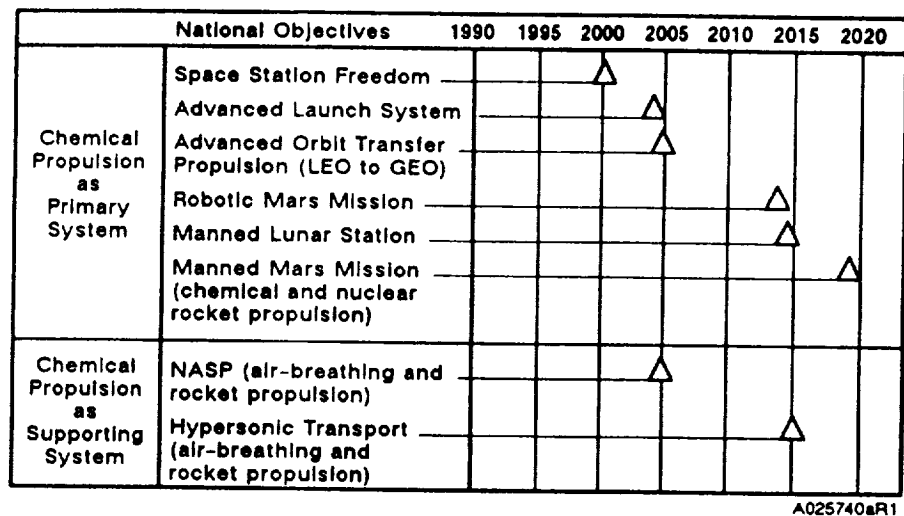 National Objectives 1990 1995 2000 2005 2010 2015 2020
Chemical
Propulsion
as
Primary
System
Space Station Freedom
Advanced Launch System
Advanced Orbit Transfer
Propulsion (LEO to GEO)
Robotic Mars Mission
Manned Lunar Station
Manned Mars Mission
(chemical and nuclear
rocket propulsion)
Chemical
Propulsion
as
Supporting
System
NASP (air-breathing and
rocket propulsion)
Hypersonic Transport
(air-breathing and
rocket propulsion)
A025740aR1